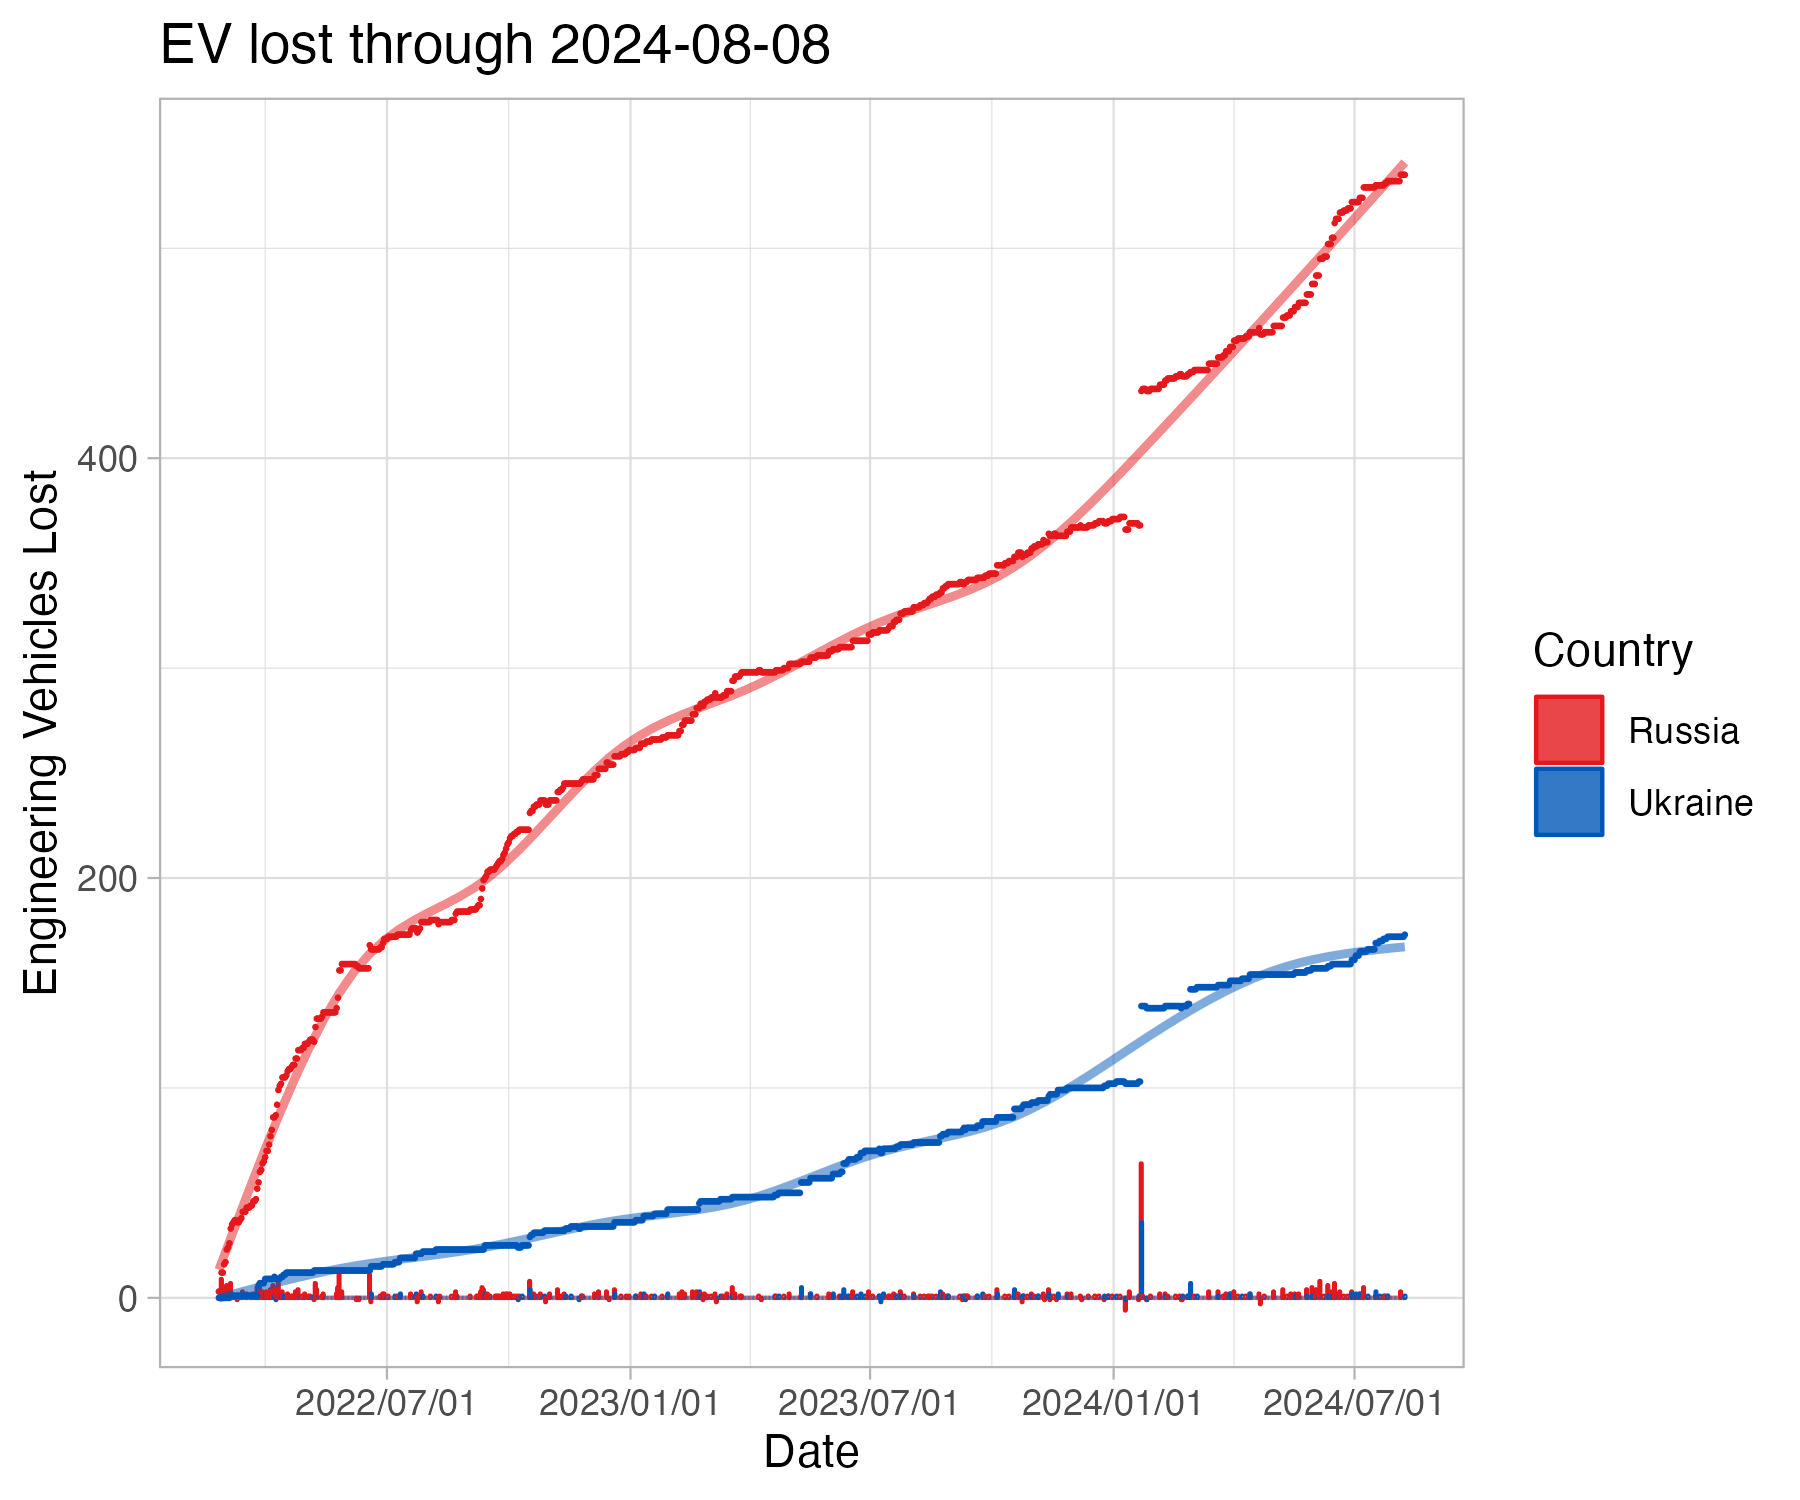 EV lost through 2024-08-08
Engineering Vehicles Lost
400
200
0
2022/07/01
2023/01/01
2023/07/01
2024/01/01
2024/07/01
Date
Country
Russia
Ukraine